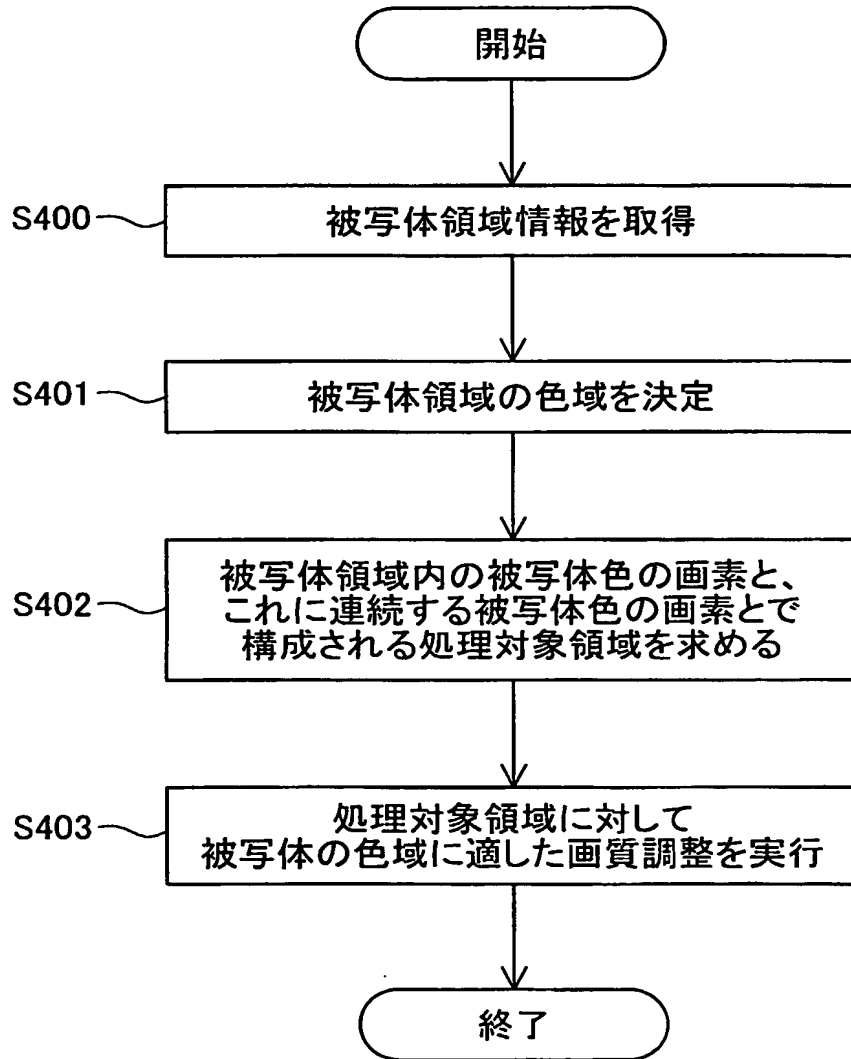 開始
S400
被写体領域情報を取得
S401
被写体領域の色域を決定
S402
被写体領域内の被写体色の画素と、
これに連続する被写体色の画素とで
構成される処理対象領域を求める
S403
処理対象領域に対して
被写体の色域に適した画質調整を実行
終了